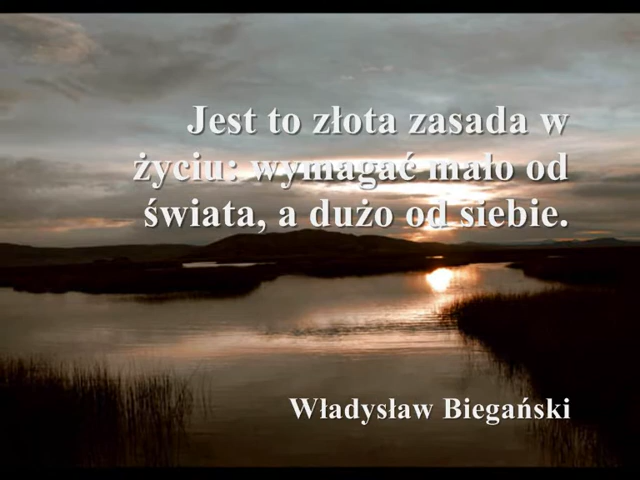 Jest to złota zasada w
życiu: wymagać mało od
świata, a dużo od siebie.
Władysław Biegański